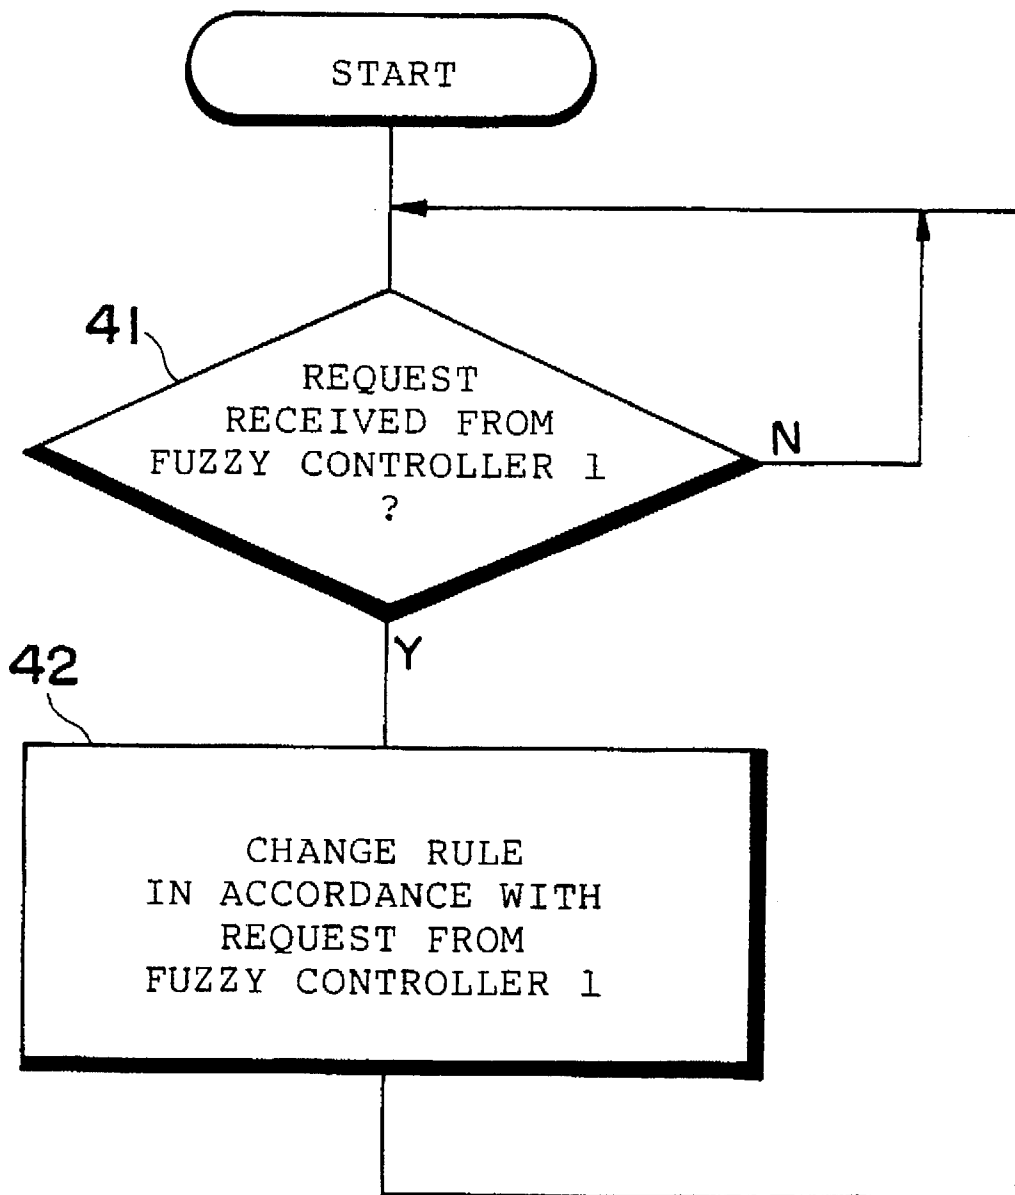 START
41
REQUEST
RECEIVED FROM
FUZZY CONTROLLER 1
?
N
Y
42
CHANGE RULE
IN ACCORDANCE WITH
REQUEST FROM
FUZZY CONTROLLER 1